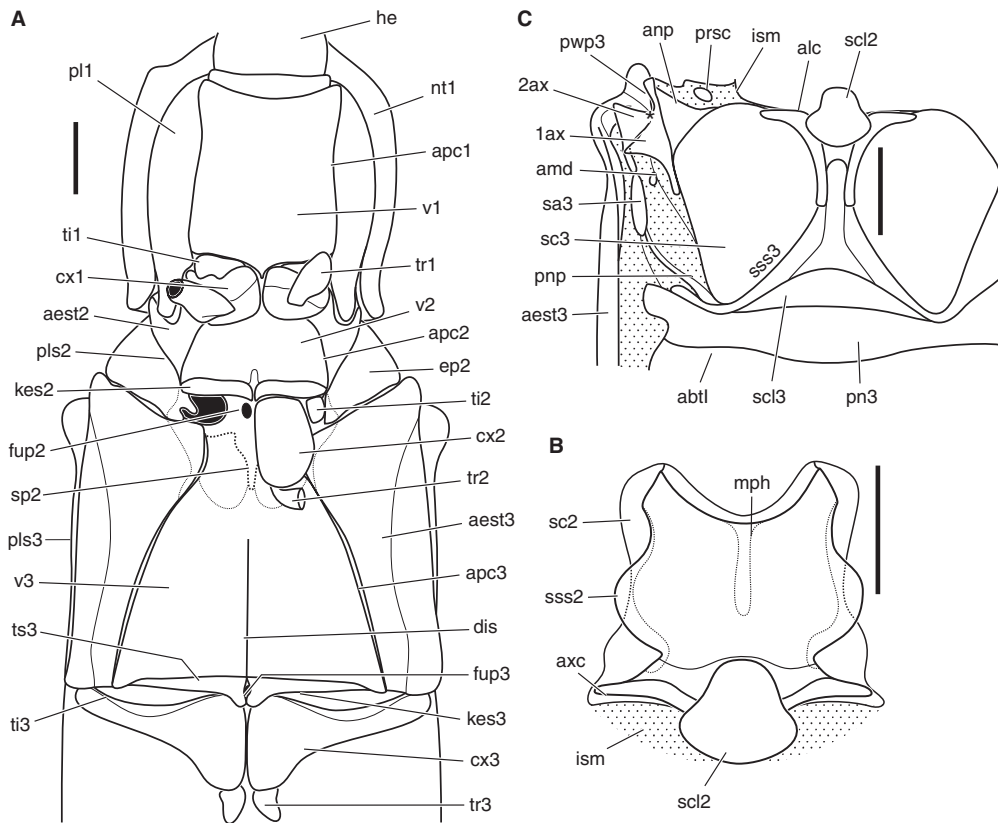 A
he
pl1
nt1
apc1
v1
ti1
cx1
tr1
aest2
v2
pls2
apc2
kes2
ep2
ti2
fup2
cx2
sp2
tr2
pls3
aest3
v3
apc3
ts3
dis
fup3
ti3
kes3
cx3
tr3
C
pwp3
anp
prsc
ism
alc
scl2
2ax
1ax
amd
sa3
sc3
sss3
pnp
aest3
abtl
scl3
pn3
B
mph
sc2
sss2
axc
ism
scl2